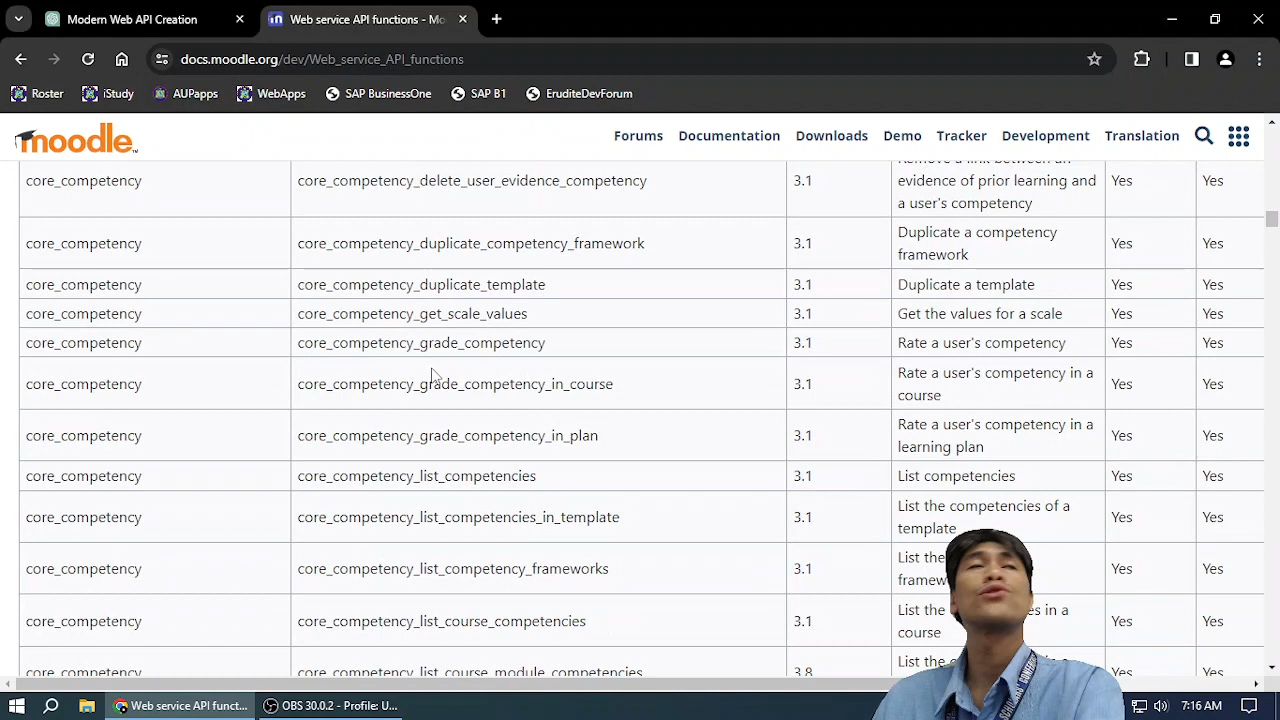 Modern Web API Creation
Web service API functions - Mo
docs.moodle.org/dev/Web_service_API_functions
Roster iStudy AUPapps WebApps SAP BusinessOne SAP B1 EruditeDevForum
moodle
Forums Documentation Downloads Demo Tracker Development Translation
core_competency core_competency_delete_user_evidence_competency 3.1 Remove a link between an
evidence of prior learning and
a user's competency Yes Yes
core_competency core_competency_duplicate_competency_framework 3.1 Duplicate a competency
framework Yes Yes
core_competency core_competency_duplicate_template 3.1 Duplicate a template Yes Yes
core_competency core_competency_get_scale_values 3.1 Get the values for a scale Yes Yes
core_competency core_competency_grade_competency 3.1 Rate a user's competency Yes Yes
core_competency core_competency_grade_competency_in_course 3.1 Rate a user's competency in a
course Yes Yes
core_competency core_competency_grade_competency_in_plan 3.1 Rate a user's competency in a
learning plan Yes Yes
core_competency core_competency_list_competencies 3.1 List competencies Yes Yes
core_competency core_competency_list_competencies_in_template 3.1 List the competencies of a
template Yes Yes
core_competency core_competency_list_competency_frameworks 3.1 List the
framew Yes Yes
core_competency core_competency_list_course_competencies 3.1 List the es in a
course Yes Yes
core_competency core_competency_list_course_module_competencies 3.8 List the
Web service API funct...
OBS 30.0.2 - Profile: U...
7:16 AM